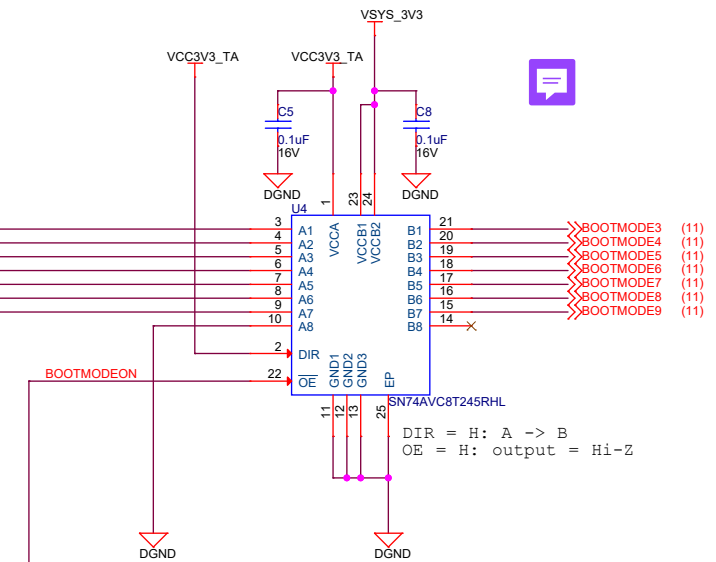 VSYS_3V3
VCC3V3_TA
VCC3V3_TA
C5
0.1uF
16V
C8
0.1uF
16V
DGND
DGND
U4
1
23
24
VCCA
VCCB1
VCCB2
3 A1 B1 21 BOOTMODE3 (11)
4 A2 B2 20 BOOTMODE4 (11)
5 A3 B3 19 BOOTMODE5 (11)
6 A4 B4 18 BOOTMODE6 (11)
7 A5 B5 17 BOOTMODE7 (11)
8 A6 B6 16 BOOTMODE8 (11)
9 A7 B7 15 BOOTMODE9 (11)
10 A8 B8 14
2 DIR
BOOTMODEON 22 OE
GND1
GND2
GND3
EP
11
12
13
25
SN74AVC8T245RHL
DIR = H: A -> B
OE = H: output = Hi-Z
DGND
DGND